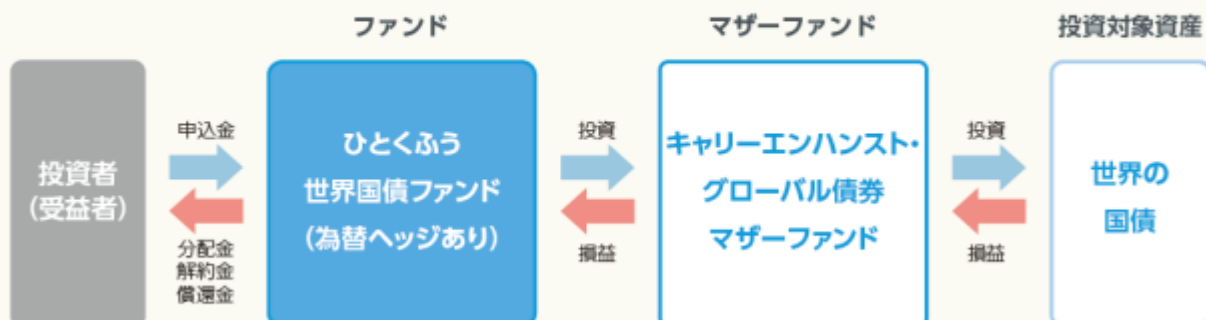 ファンド
マザーファンド
投資対象資産
投資者
(受益者)
申込金
分配金
解約金
償還金
ひとくふう
世界国債ファンド
(為替ヘッジあり)
投資
損益
キャリーエンハンスト・
グローバル債券
マザーファンド
投資
損益
世界の
国債